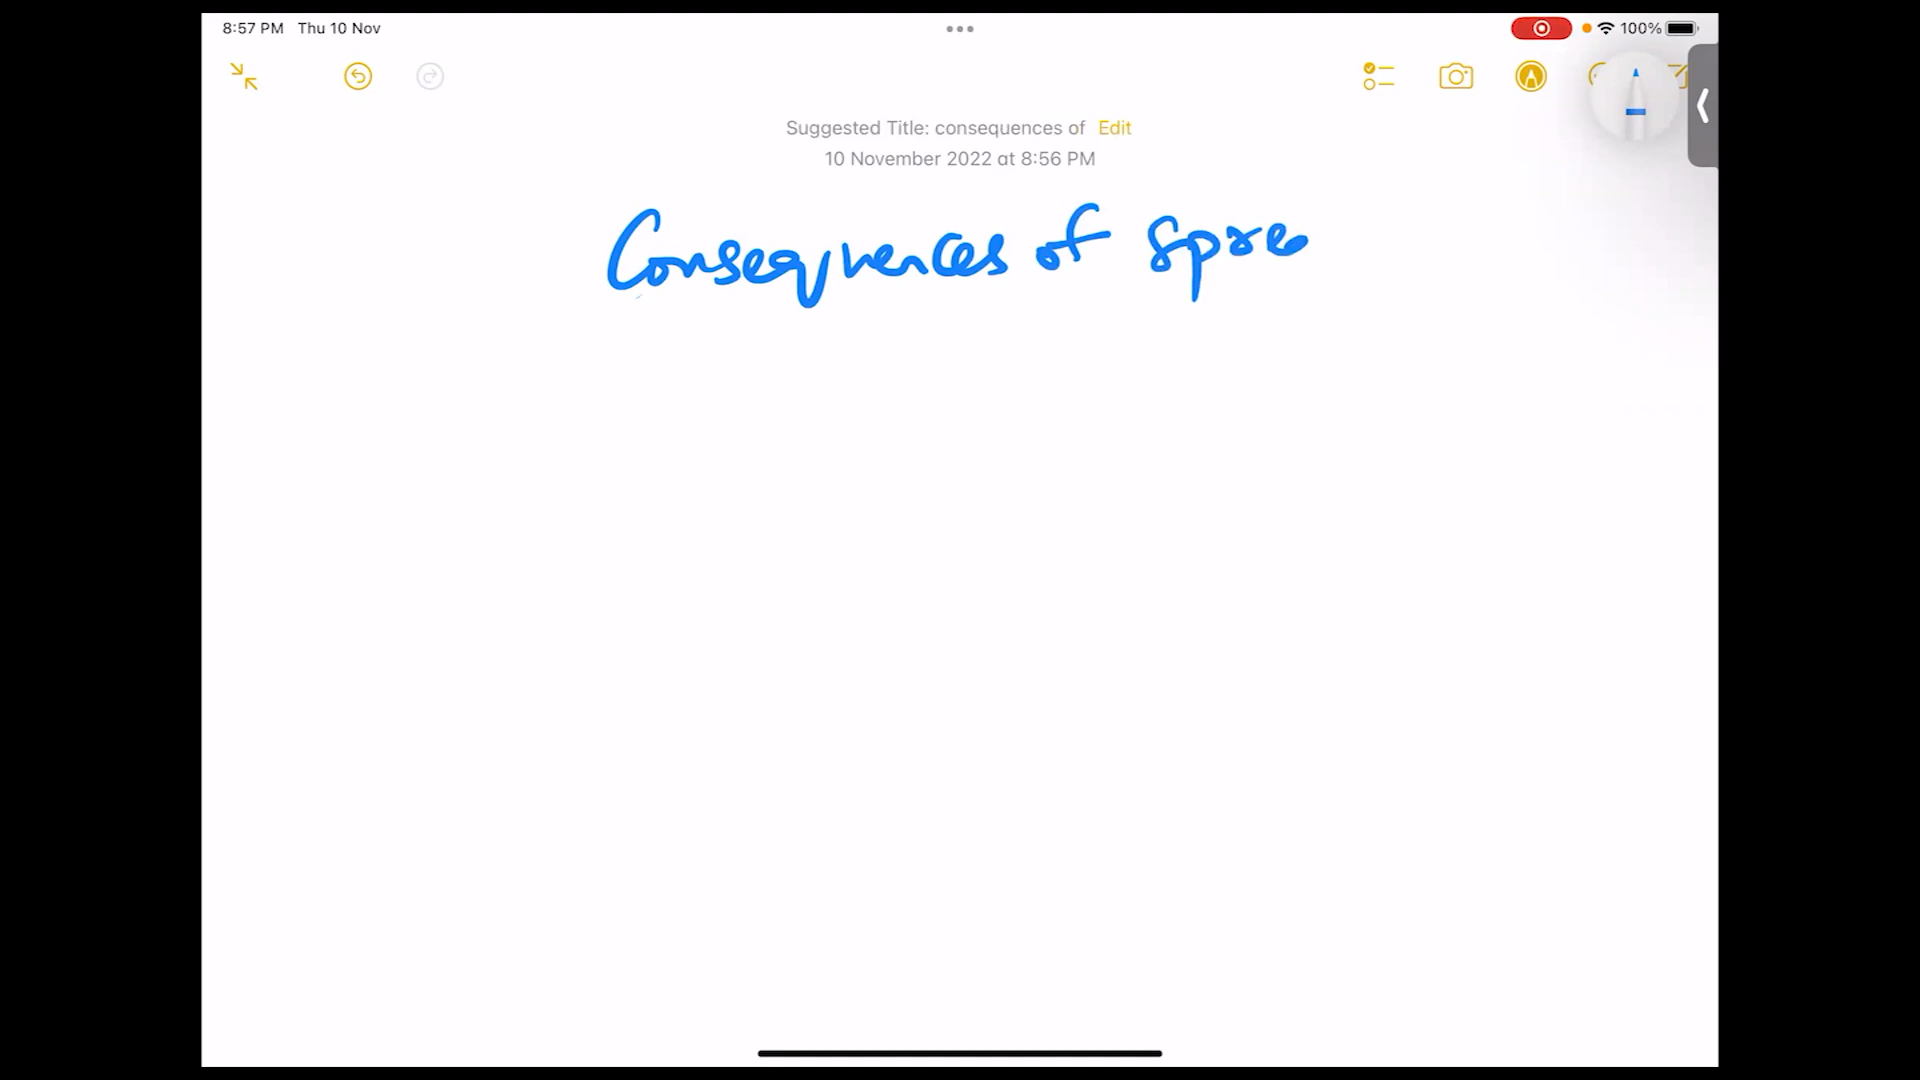 8:57 PM Thu 10 Nov
100%
Suggested Title: consequences of Edit
10 November 2022 at 8:56 PM
Consequences of sprea